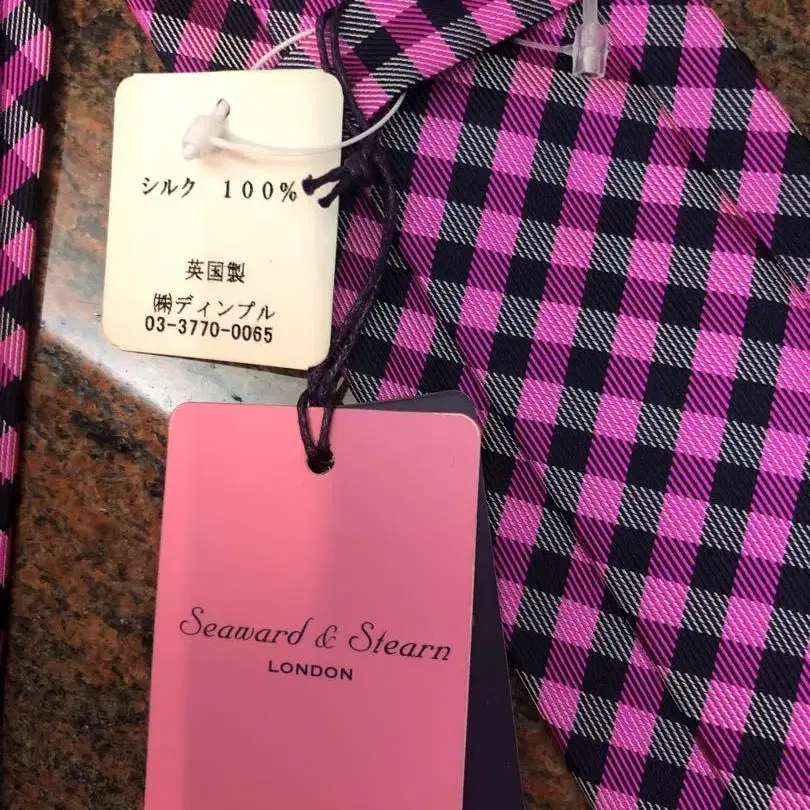 シルク 100%
英国製
㈱ディンプル
03-3770-0065
Seaward & Stearn
LONDON